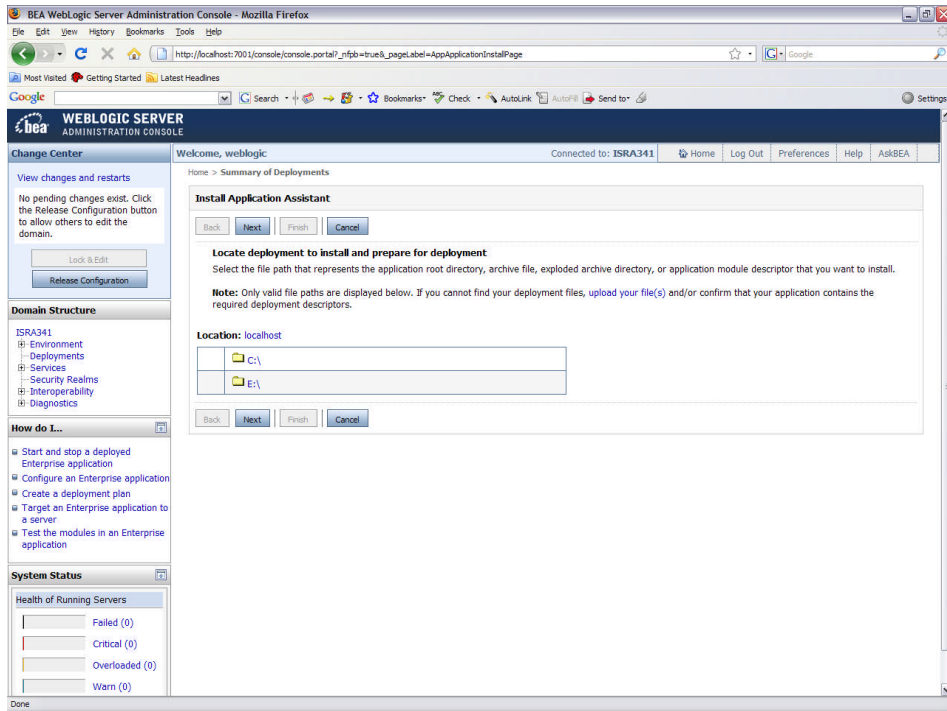 BEA WebLogic Server Administration Console - Mozilla Firefox
File Edit View History Bookmarks Tools Help
http://localhost:7001/console/console.portal?_nfpb=true&_pageLabel=AppApplicationInstallPage
G Google
Most Visited Getting Started Latest Headlines
Google G Search Bookmarks Check AutoLink AutoFill Send to Settings
bea WEBLOGIC SERVER
ADMINISTRATION CONSOLE
Change Center
View changes and restarts
No pending changes exist. Click
the Release Configuration button
to allow others to edit the
domain.
Lock & Edit
Release Configuration
Domain Structure
ISRA341
Environment
Deployments
Services
Security Realms
Interoperability
Diagnostics
How do I...
Start and stop a deployed
Enterprise application
Configure an Enterprise application
Create a deployment plan
Target an Enterprise application to
a server
Test the modules in an Enterprise
application
System Status
Health of Running Servers
Failed (0)
Critical (0)
Overloaded (0)
Warn (0)
Welcome, weblogic Connected to: ISRA341 Home Log Out Preferences Help AskBEA
Home > Summary of Deployments
Install Application Assistant
Back Next Finish Cancel
Locate deployment to install and prepare for deployment
Select the file path that represents the application root directory, archive file, exploded archive directory, or application module descriptor that you want to install.
Note: Only valid file paths are displayed below. If you cannot find your deployment files, upload your file(s) and/or confirm that your application contains the
required deployment descriptors.
Location: localhost
C:\
E:\
Back Next Finish Cancel
Done